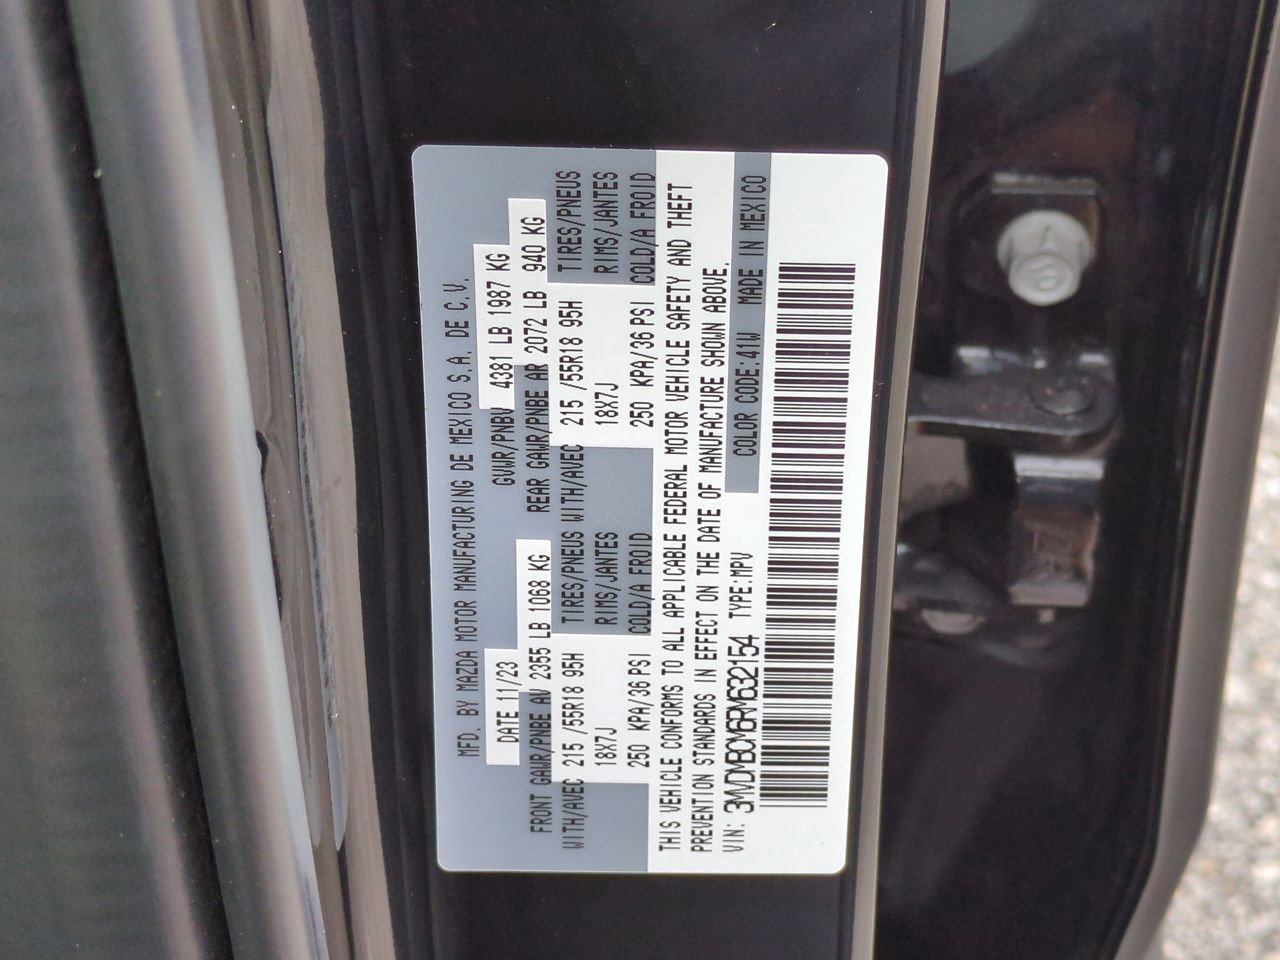 MFD. BY MAZDA MOTOR MANUFACTURING DE MEXICO S.A. DE C.V.
DATE 11/23 GVWR/PNBV 4381 LB 1987 KG
FRONT GAWR/PNBE AV 2355 LB 1068 KG REAR GAWR/PNBE AR 2072 LB 940 KG
WITH/AVEC 215 /55R18 95H TIRES/PNEUS WITH/AVEC 215 /55R18 95H TIRES/PNEUS
18X7J RIMS/JANTES 18X7J RIMS/JANTES
250 KPA/36 PSI COLD/A FROID 250 KPA/36 PSI COLD/A FROID
THIS VEHICLE CONFORMS TO ALL APPLICABLE FEDERAL MOTOR VEHICLE SAFETY AND THEFT
PREVENTION STANDARDS IN EFFECT ON THE DATE OF MANUFACTURE SHOWN ABOVE.
VIN: 3MVDMBCM6RM632154 TYPE:MPV COLOR CODE:41W MADE IN MEXICO